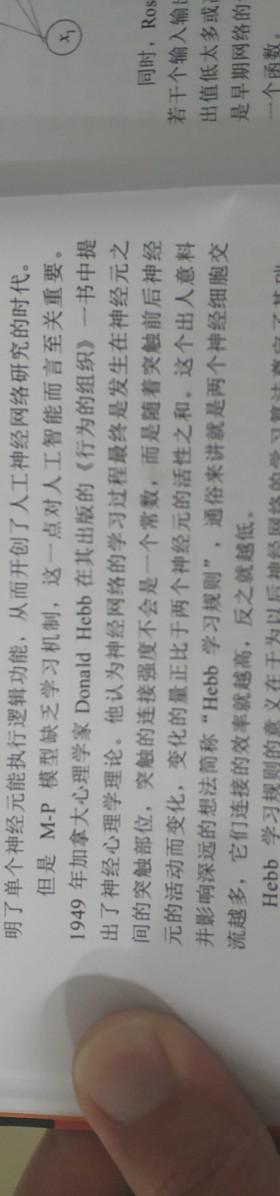 明了单个神经元能执行逻辑功能，从而开创了人工神经网络研究的时代。
但是 M-P 模型缺乏学习机制，这一点对人工智能而言至关重要。
1949 年加拿大心理学家 Donald Hebb 在其出版的《行为的组织》一书中提
出了神经心理学理论。他认为神经网络的学习过程最终是发生在神经元之
间的突触部位，突触的连接强度不会是一个常数，而是随着突触前后神经
元的活动而变化，变化的量正比于两个神经元的活性之和。这个出人意料
并影响深远的想法简称“Hebb 学习规则”，通俗来讲就是两个神经细胞交
流越多，它们连接的效率就越高，反之就越低。
Hebb 学习规则的意义在于为以后神经网络的学习算法奠定了基础
x₁
同时，Ros
若干个输入输出
出值低太多或
是早期网络的
一个函数。